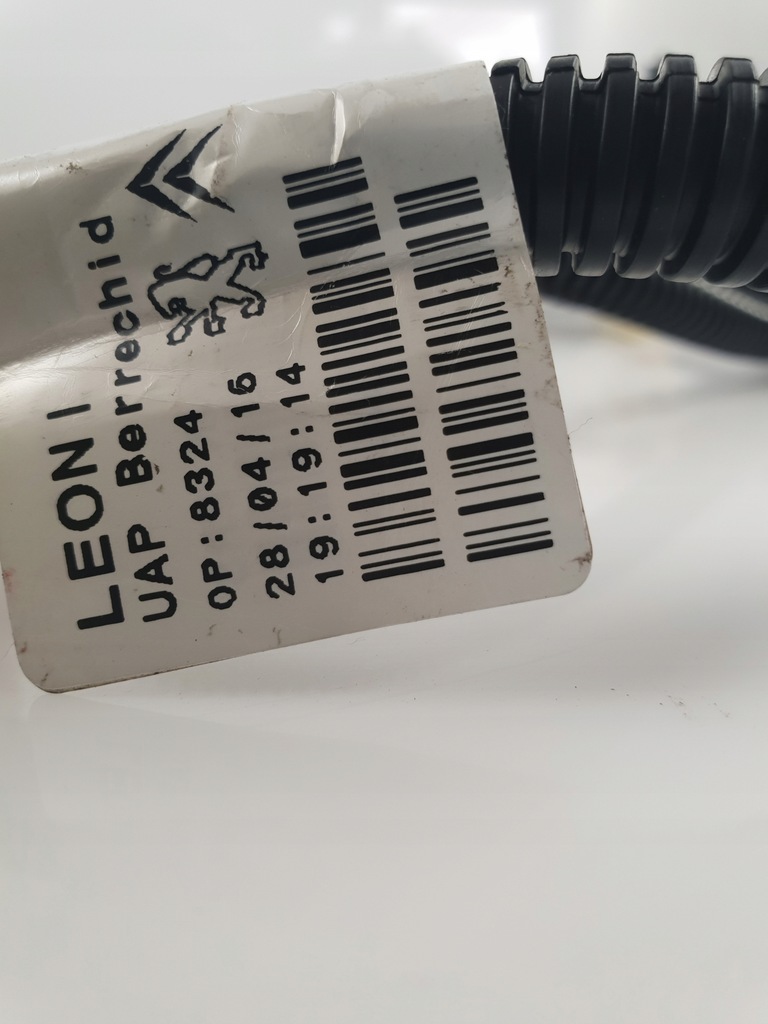 LEONI
UAP Berrechid
OP:8324
28/04/16
19:19:14